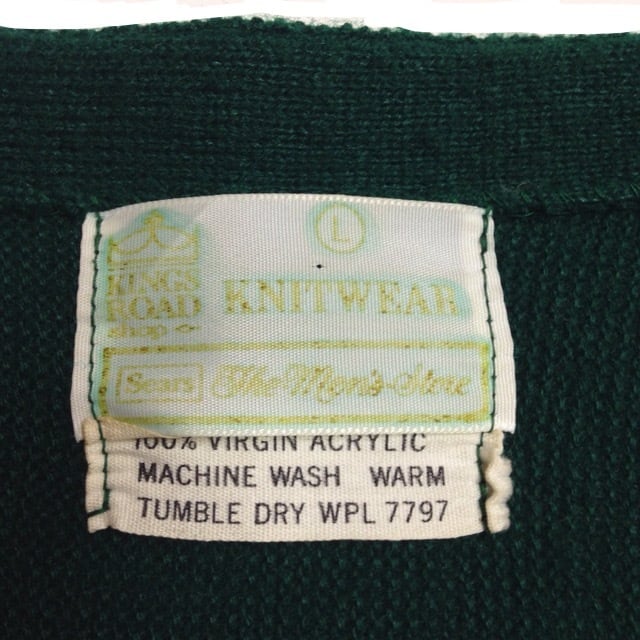 L
KINGS
ROAD
shop
KNITWEAR
Sears The Men's Store
100% VIRGIN ACRYLIC
MACHINE WASH WARM
TUMBLE DRY WPL 7797